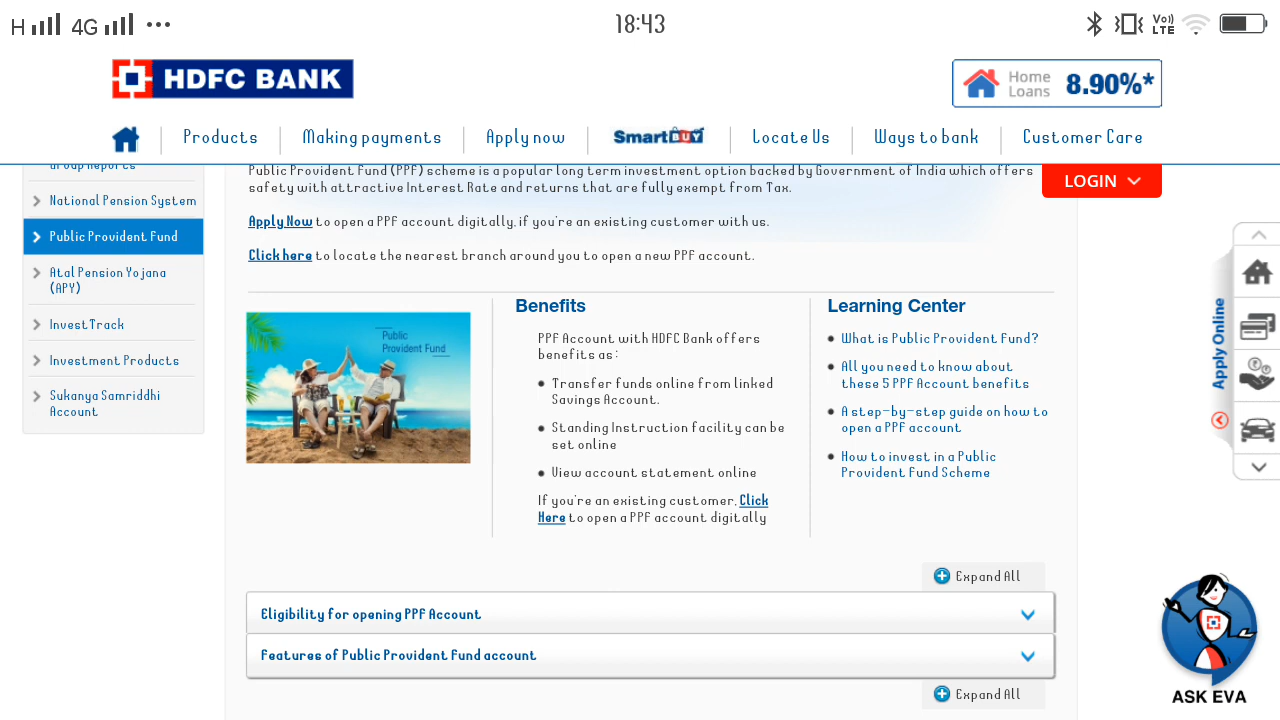 H 4G ••• 18:43 Vo)) LTE
HDFC BANK
Home Loans 8.90%*
Products
Making payments
Apply now
SmartBUY
Locate Us
Ways to bank
Customer Care
LOGIN
Group Reports
National Pension System
Public Provident Fund
Atal Pension Yojana
(APY)
InvestTrack
Investment Products
Sukanya Samriddhi
Account
Public Provident Fund (PPF) scheme is a popular long term investment option backed by Government of India which offers
safety with attractive Interest Rate and returns that are fully exempt from Tax.
Apply Now to open a PPF account digitally, if you're an existing customer with us.
Click here to locate the nearest branch around you to open a new PPF account.
Public
Provident Fund
Benefits
PPF Account with HDFC Bank offers
benefits as:
Transfer funds online from linked
Savings Account.
Standing Instruction facility can be
set online
View account statement online
If you're an existing customer, Click
Here to open a PPF account digitally
Learning Center
What is Public Provident Fund?
All you need to know about
these 5 PPF Account benefits
A step-by-step guide on how to
open a PPF account
How to invest in a Public
Provident Fund Scheme
Apply Online
Expand All
Eligibility for opening PPF Account
Features of Public Provident Fund account
Expand All
ASK EVA